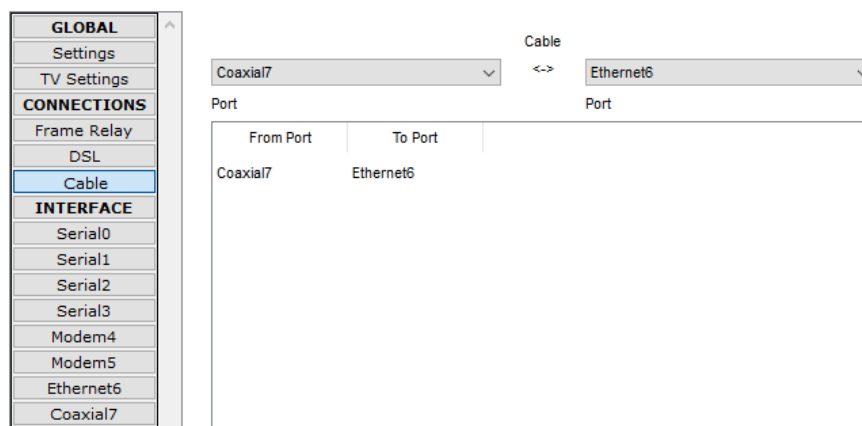 GLOBAL
Settings
TV Settings
CONNECTIONS
Frame Relay
DSL
Cable
INTERFACE
Serial0
Serial1
Serial2
Serial3
Modem4
Modem5
Ethernet6
Coaxial7
Cable
Coaxial7 <-> Ethernet6
Port Port
From Port To Port
Coaxial7 Ethernet6